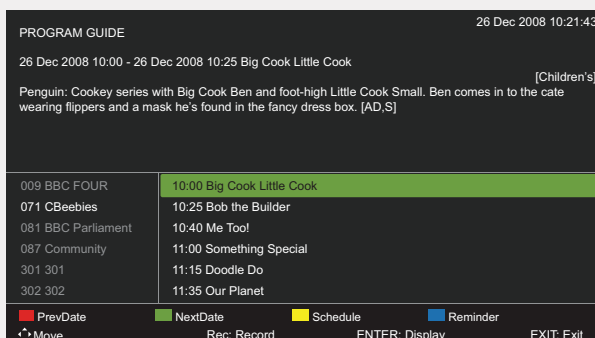 PROGRAM GUIDE
26 Dec 2008 10:21:43
26 Dec 2008 10:00 - 26 Dec 2008 10:25 Big Cook Little Cook
[Children's]
Penguin: Cookey series with Big Cook Ben and foot-high Little Cook Small. Ben comes in to the cate
wearing flippers and a mask he's found in the fancy dress box. [AD,S]
009 BBC FOUR
10:00 Big Cook Little Cook
071 CBeebies
10:25 Bob the Builder
081 BBC Parliament
10:40 Me Too!
087 Community
11:00 Something Special
301 301
11:15 Doodle Do
302 302
11:35 Our Planet
PrevDate NextDate Schedule Reminder
Move Rec: Record ENTER: Display EXIT: Exit